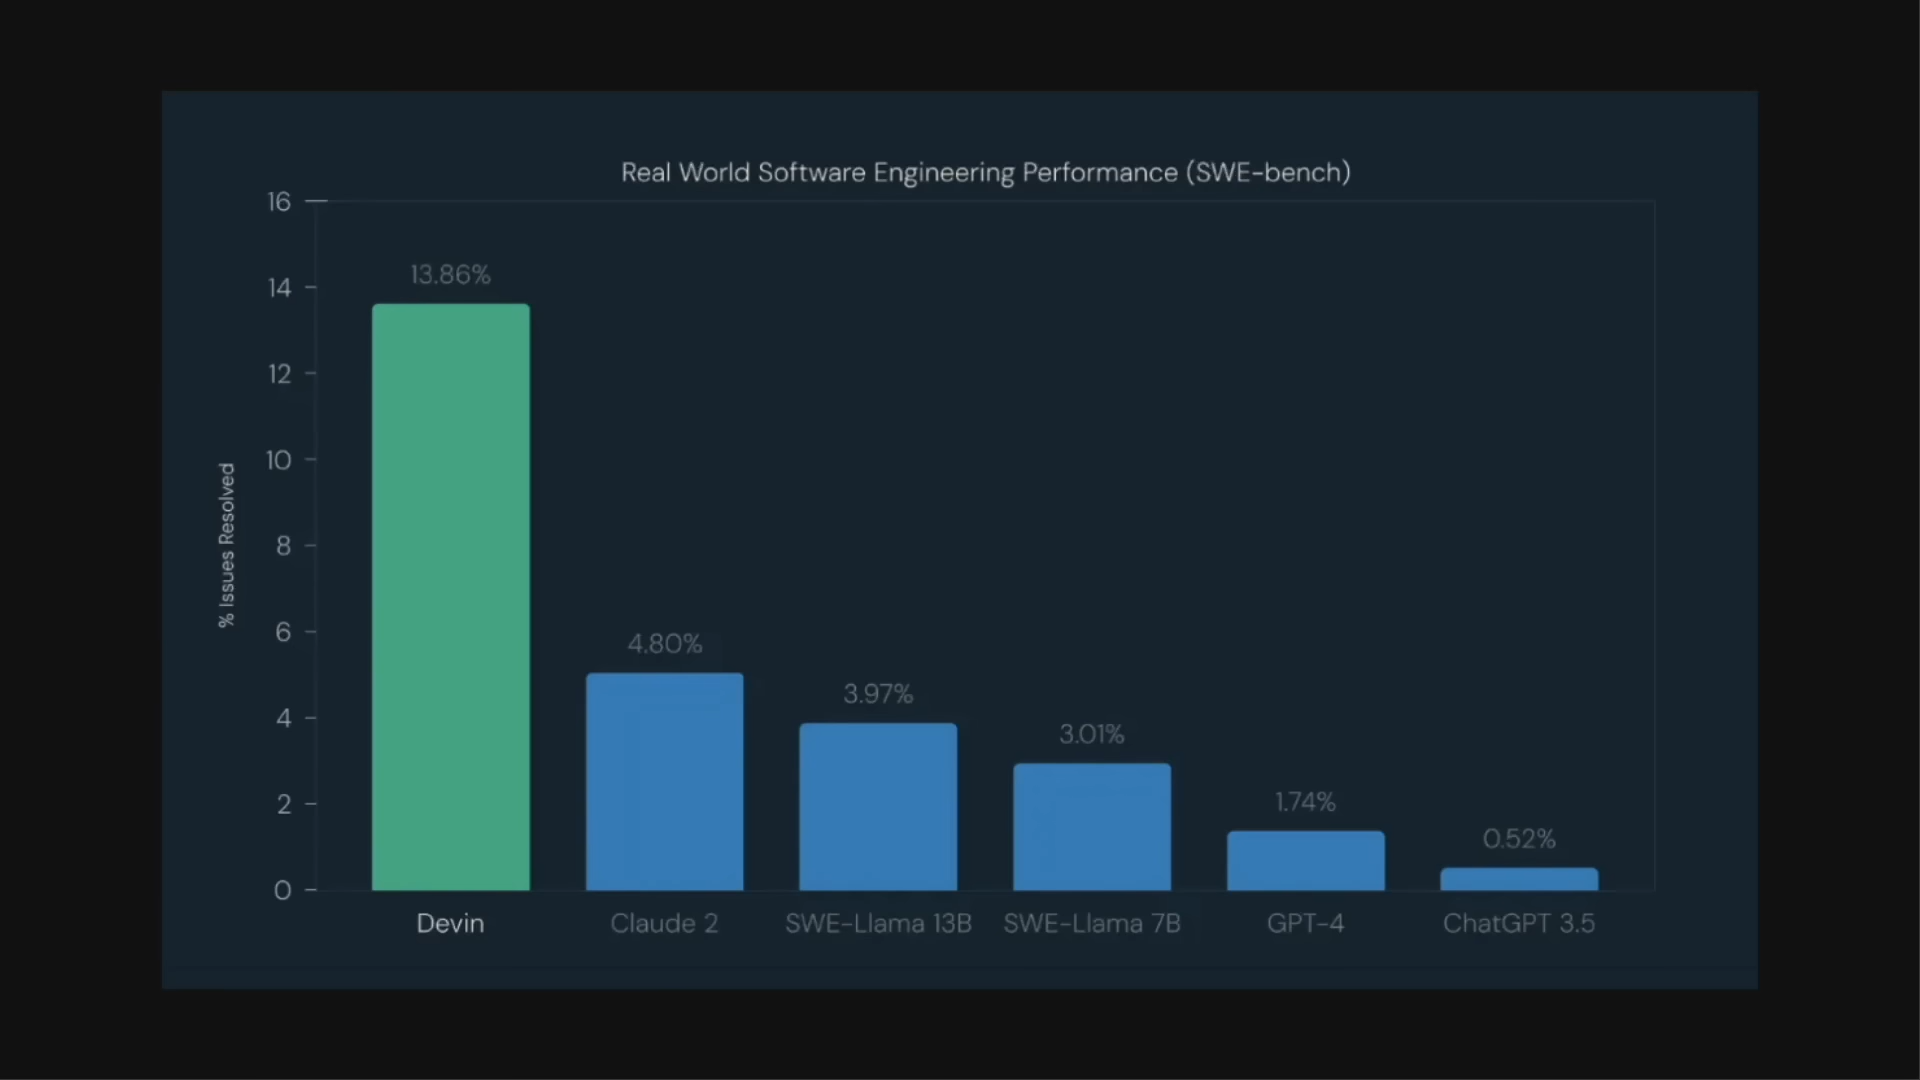 Real World Software Engineering Performance (SWE-bench)
16
14
12
10
8
6
4
2
0
% Issues Resolved
13.86%
4.80%
3.97%
3.01%
1.74%
0.52%
Devin
Claude 2
SWE-Llama 13B
SWE-Llama 7B
GPT-4
ChatGPT 3.5